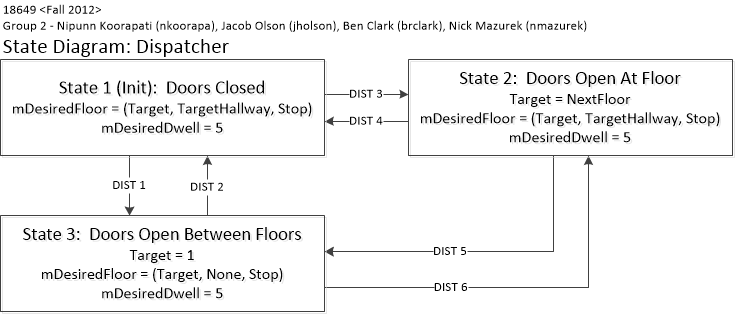 18649 <Fall 2012>
Group 2 - Nipunn Koorapati (nkoorapa), Jacob Olson (jholson), Ben Clark (brclark), Nick Mazurek (nmazurek)
State Diagram: Dispatcher
State 1 (Init): Doors Closed
mDesiredFloor = (Target, TargetHallway, Stop)
mDesiredDwell = 5
DIST 3
DIST 4
State 2: Doors Open At Floor
Target = NextFloor
mDesiredFloor = (Target, TargetHallway, Stop)
mDesiredDwell = 5
DIST 1
DIST 2
State 3: Doors Open Between Floors
Target = 1
mDesiredFloor = (Target, None, Stop)
mDesiredDwell = 5
DIST 5
DIST 6